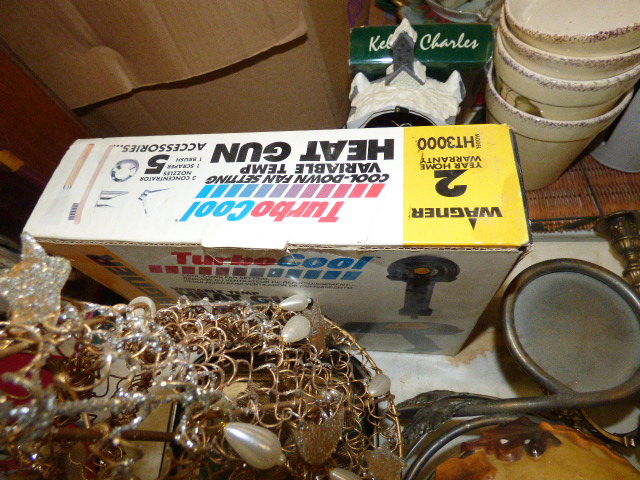 Kel Charles
MODEL HT3000
2 YEAR HOME WARRANTY
WAGNER
HEAT GUN
VARIABLE TEMP
COOL-DOWN FAN SETTING
TurboCool
5 ACCESSORIES...
3 CONCENTRATOR
NOZZLES
1 SCRAPER
1 BRUSH
TurboCool